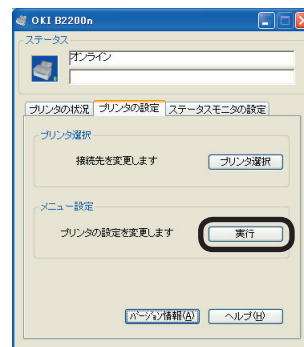 OKI B2200n
ステータス
オンライン
プリンタの状況 プリンタの設定 ステータスモニタの設定
プリンタ選択
接続先を変更します プリンタ選択
メニュー設定
プリンタの設定を変更します 実行
バージョン情報(A) ヘルプ(H)